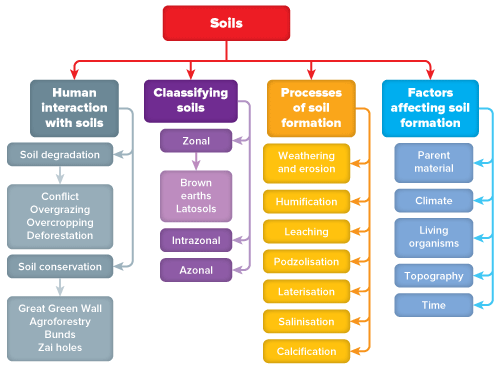 Soils
Human
interaction
with soils
Soil degradation
Conflict
Overgrazing
Overcropping
Deforestation
Soil conservation
Great Green Wall
Agroforestry
Bunds
Zai holes
Claassifying
soils
Zonal
Brown
earths
Latosols
Intrazonal
Azonal
Processes
of soil
formation
Weathering
and erosion
Humification
Leaching
Podzolisation
Laterisation
Salinisation
Calcification
Factors
affecting soil
formation
Parent
material
Climate
Living
organisms
Topography
Time